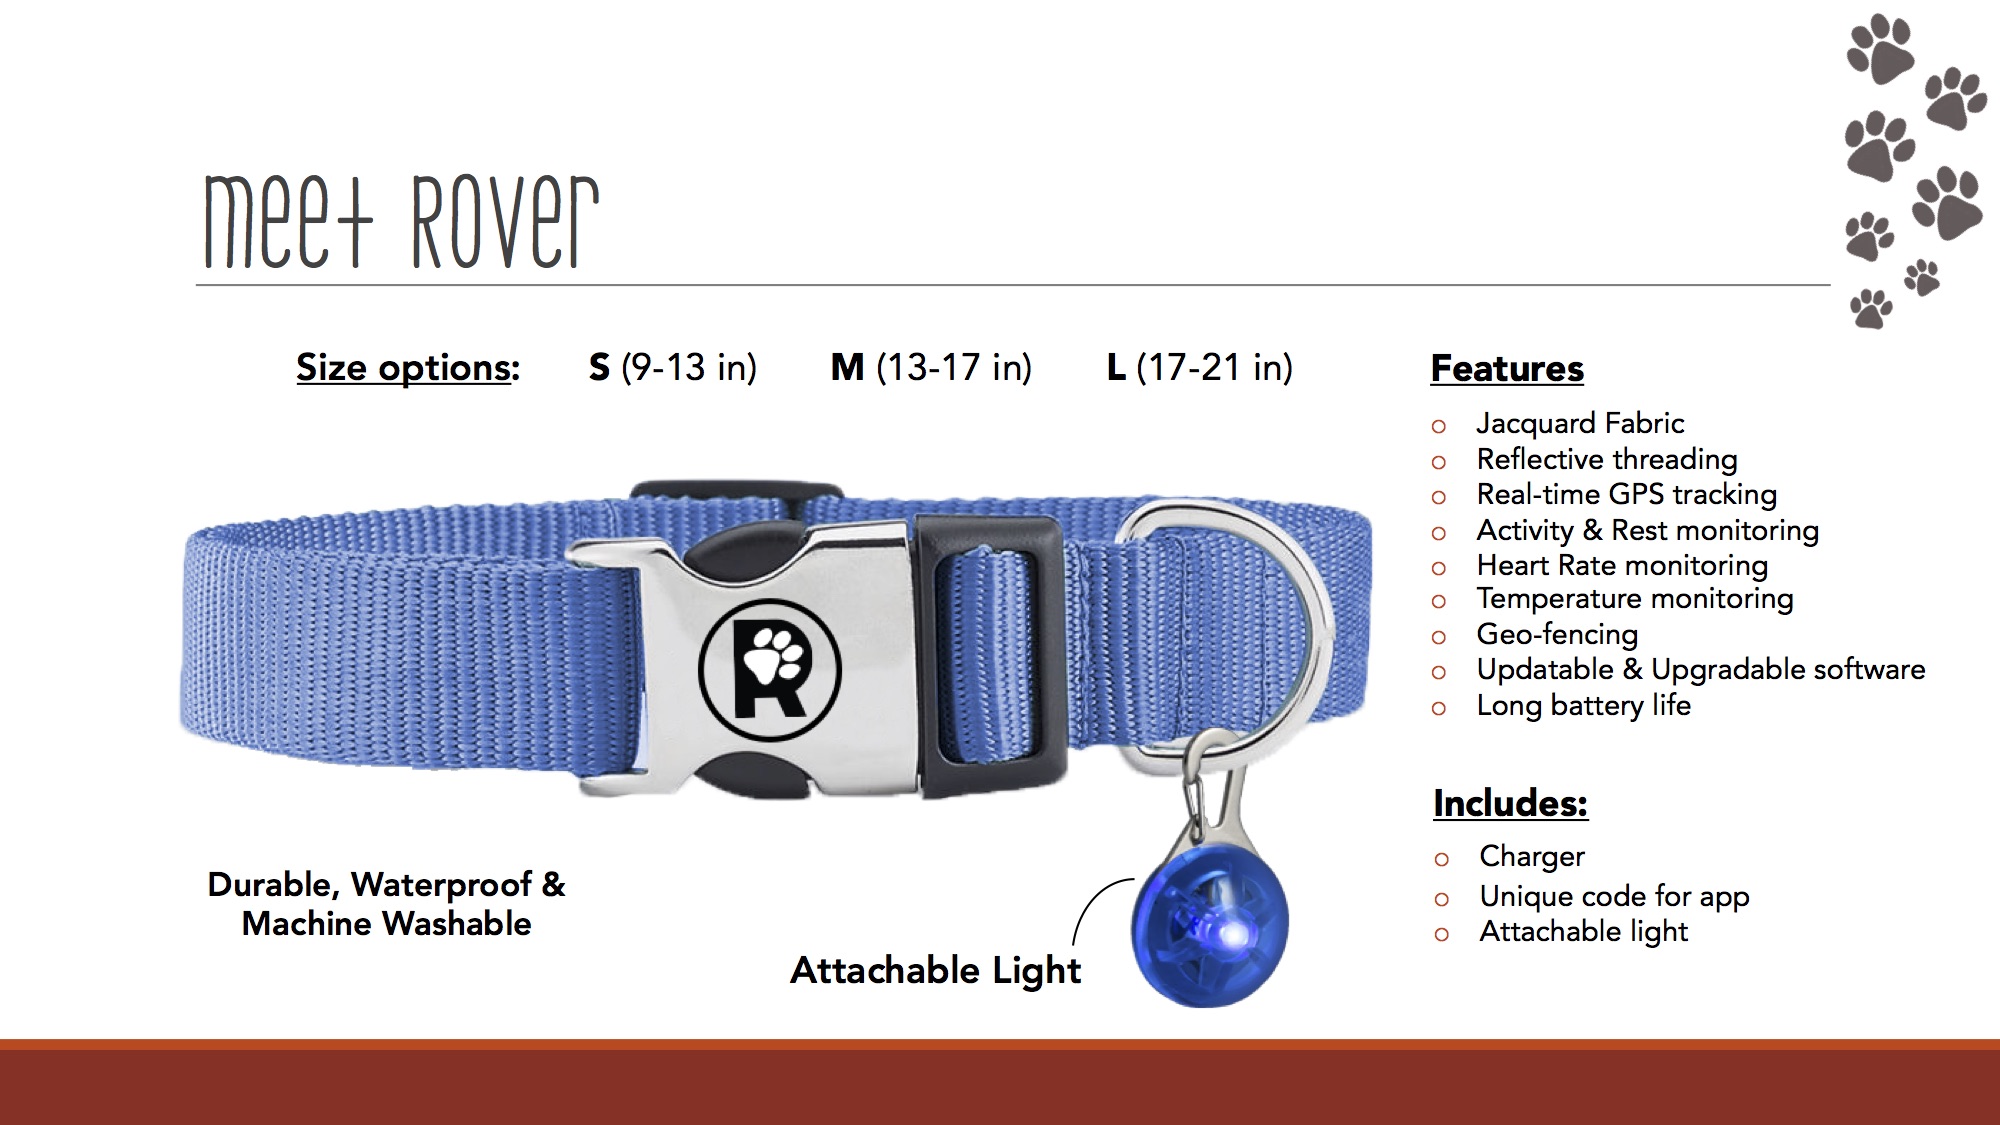 meet Rover
Size options: S (9-13 in) M (13-17 in) L (17-21 in)
Features
Jacquard Fabric
Reflective threading
Real-time GPS tracking
Activity & Rest monitoring
Heart Rate monitoring
Temperature monitoring
Geo-fencing
Updatable & Upgradable software
Long battery life
R
Includes:
Charger
Unique code for app
Attachable light
Durable, Waterproof &
Machine Washable
Attachable Light